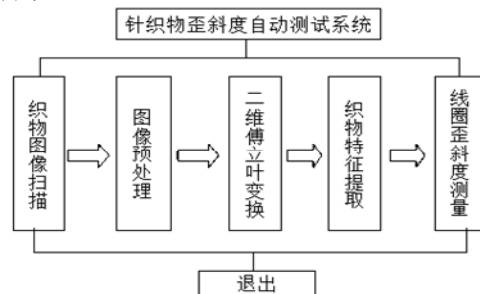 针织物歪斜度自动测试系统
织物图像扫描
图像预处理
二维傅立叶变换
织物特征提取
线圈歪斜度测量
退出